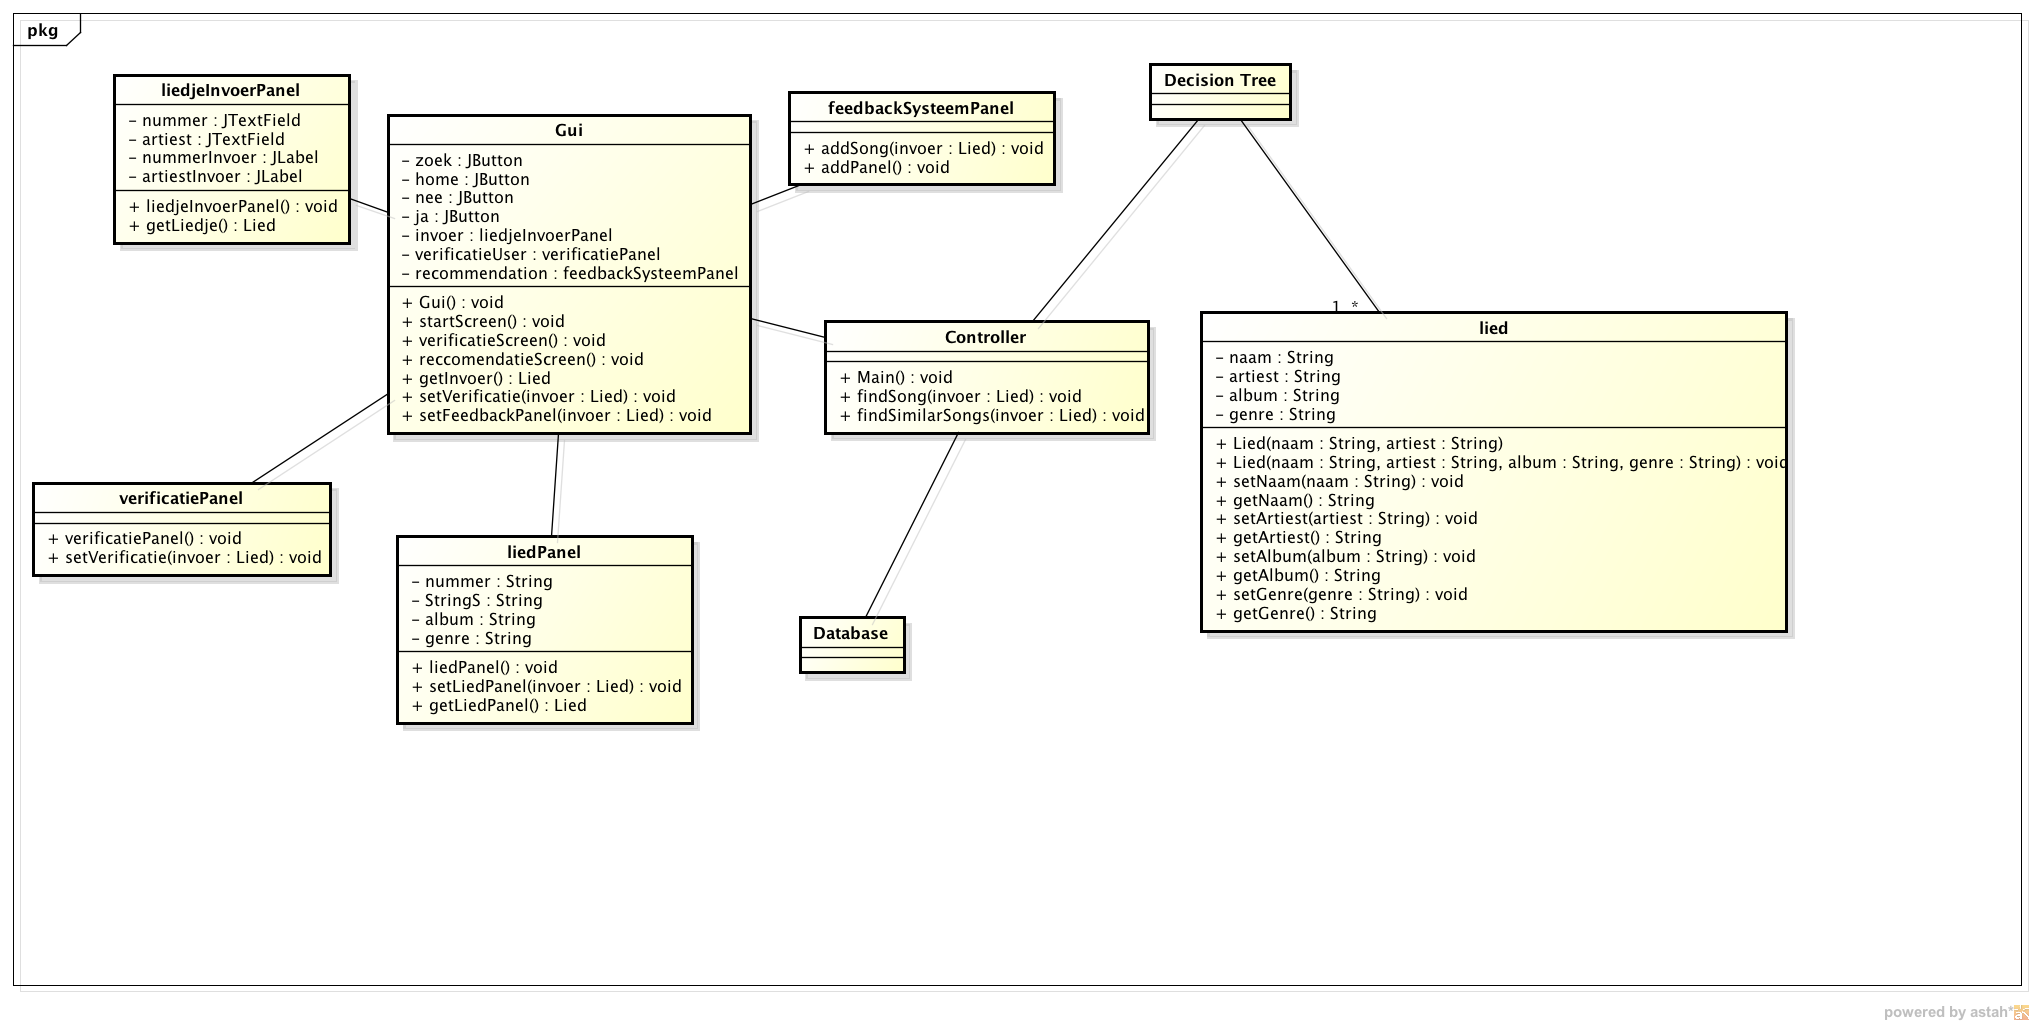 pkg
liedjeInvoerPanel
- nummer : JTextField
- artiest : JTextField
- nummerInvoer : JLabel
- artiestInvoer : JLabel
+ liedjeInvoerPanel() : void
+ getLiedje() : Lied
Gui
- zoek : JButton
- home : JButton
- nee : JButton
- ja : JButton
- invoer : liedjeInvoerPanel
- verificatieUser : verificatiePanel
- recommendation : feedbackSysteemPanel
+ Gui() : void
+ startScreen() : void
+ verificatieScreen() : void
+ reccomendatieScreen() : void
+ getInvoer() : Lied
+ setVerificatie(invoer : Lied) : void
+ setFeedbackPanel(invoer : Lied) : void
feedbackSysteemPanel
+ addSong(invoer : Lied) : void
+ addPanel() : void
Decision Tree
Controller
+ Main() : void
+ findSong(invoer : Lied) : void
+ findSimilarSongs(invoer : Lied) : void
1..*
lied
- naam : String
- artiest : String
- album : String
- genre : String
+ Lied(naam : String, artiest : String)
+ Lied(naam : String, artiest : String, album : String, genre : String) : void
+ setNaam(naam : String) : void
+ getNaam() : String
+ setArtiest(artiest : String) : void
+ getArtiest() : String
+ setAlbum(album : String) : void
+ getAlbum() : String
+ setGenre(genre : String) : void
+ getGenre() : String
verificatiePanel
+ verificatiePanel() : void
+ setVerificatie(invoer : Lied) : void
liedPanel
- nummer : String
- StringS : String
- album : String
- genre : String
+ liedPanel() : void
+ setLiedPanel(invoer : Lied) : void
+ getLiedPanel() : Lied
Database
powered by astah*